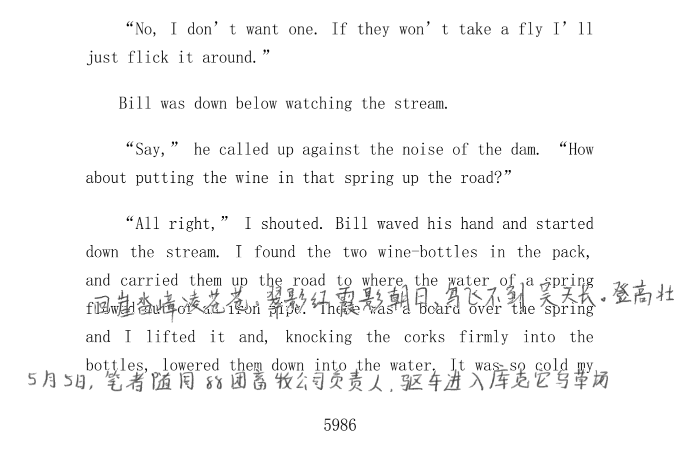 “No, I don’t want one. If they won’t take a fly I’ll
just flick it around.”
Bill was down below watching the stream.
“Say,” he called up against the noise of the dam. “How
about putting the wine in that spring up the road?”
“All right,” I shouted. Bill waved his hand and started
down the stream. I found the two wine-bottles in the pack,
and carried them up the road to where the water of a spring
回崖沓嶂凌苍苍。翠影红霞影朝日,鸟飞不到吴天长。登高壮
flowed out of an iron pipe. There was a board over the spring
and I lifted it and, knocking the corks firmly into the
bottles, lowered them down into the water. It was so cold my
5月5日,笔者随同88团畜牧公司负责人,驱车进入库克它乌草场
5986